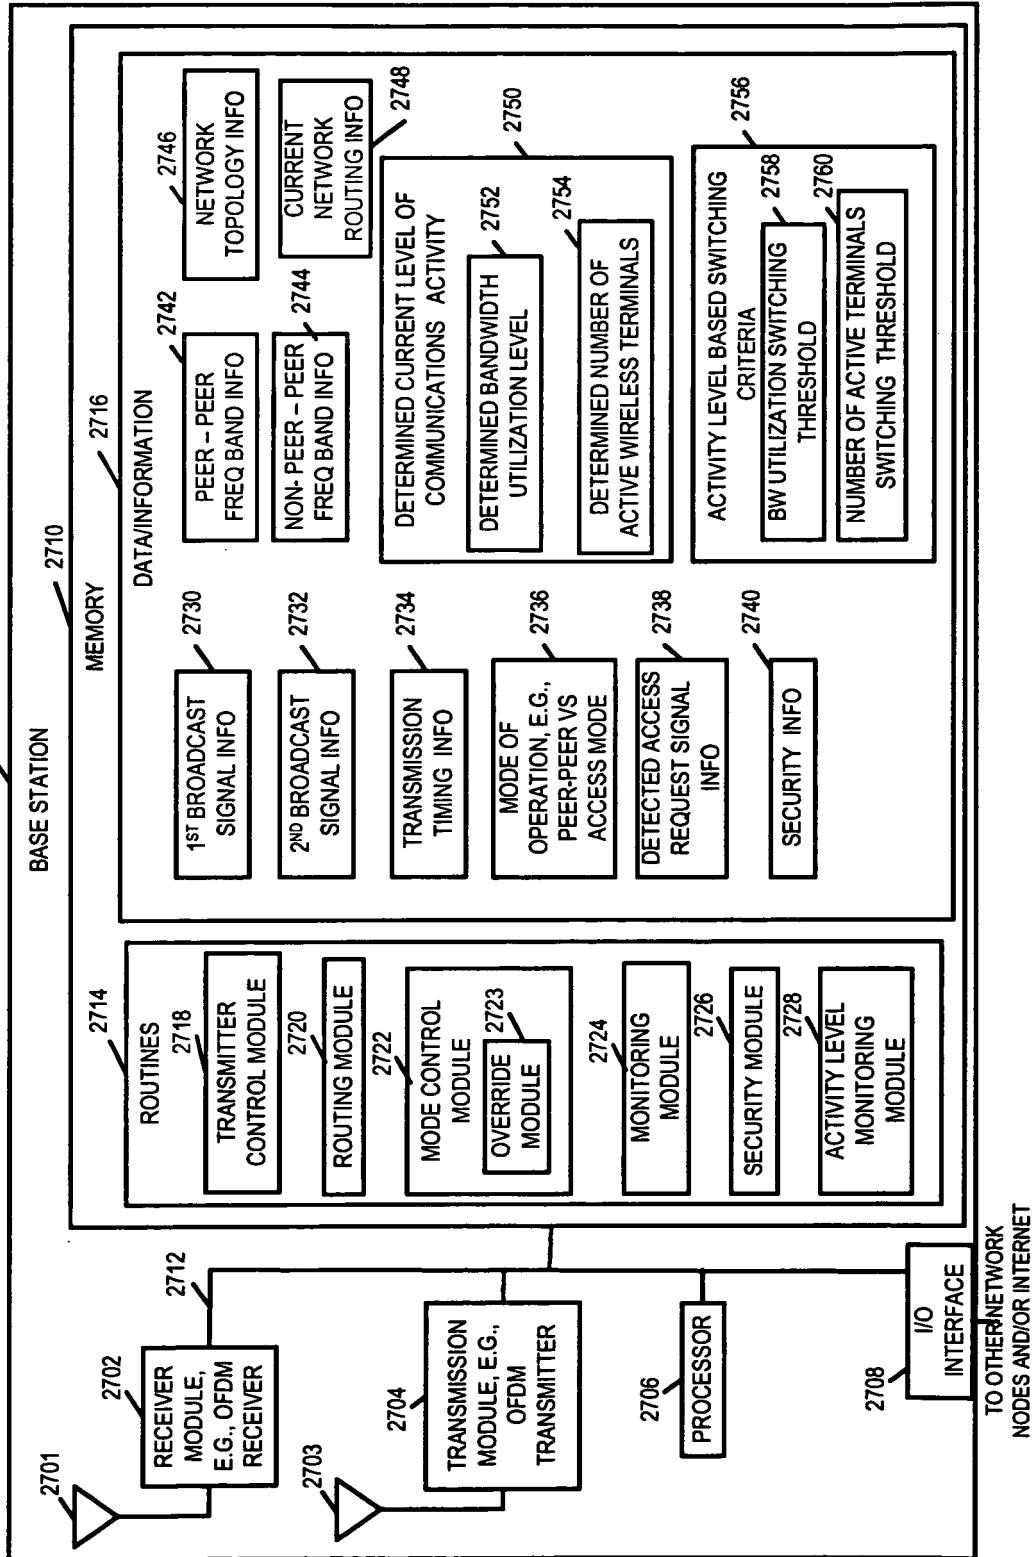 BASE STATION
2710
MEMORY
2701
2702
RECEIVER
MODULE,
E.G., OFDM
RECEIVER
2712
2703
2704
TRANSMISSION
MODULE, E.G.,
OFDM
TRANSMITTER
2706
PROCESSOR
2708
I/O
INTERFACE
TO OTHER NETWORK
NODES AND/OR INTERNET
2714
ROUTINES
2718
TRANSMITTER
CONTROL MODULE
2720
ROUTING MODULE
2722
MODE CONTROL
MODULE
2723
OVERRIDE
MODULE
2724
MONITORING
MODULE
2726
SECURITY MODULE
2728
ACTIVITY LEVEL
MONITORING
MODULE
2716
DATA/INFORMATION
2730
1ST BROADCAST
SIGNAL INFO
2732
2ND BROADCAST
SIGNAL INFO
2734
TRANSMISSION
TIMING INFO
2736
MODE OF
OPERATION, E.G.,
PEER-PEER VS
ACCESS MODE
2738
DETECTED ACCESS
REQUEST SIGNAL
INFO
2740
SECURITY INFO
2742
PEER – PEER
FREQ BAND INFO
2744
NON- PEER – PEER
FREQ BAND INFO
2746
NETWORK
TOPOLOGY INFO
2748
CURRENT
NETWORK
ROUTING INFO
2750
DETERMINED CURRENT LEVEL OF
COMMUNICATIONS ACTIVITY
2752
DETERMINED BANDWIDTH
UTILIZATION LEVEL
2754
DETERMINED NUMBER OF
ACTIVE WIRELESS TERMINALS
2756
ACTIVITY LEVEL BASED SWITCHING
CRITERIA
2758
BW UTILIZATION SWITCHING
THRESHOLD
2760
NUMBER OF ACTIVE TERMINALS
SWITCHING THRESHOLD